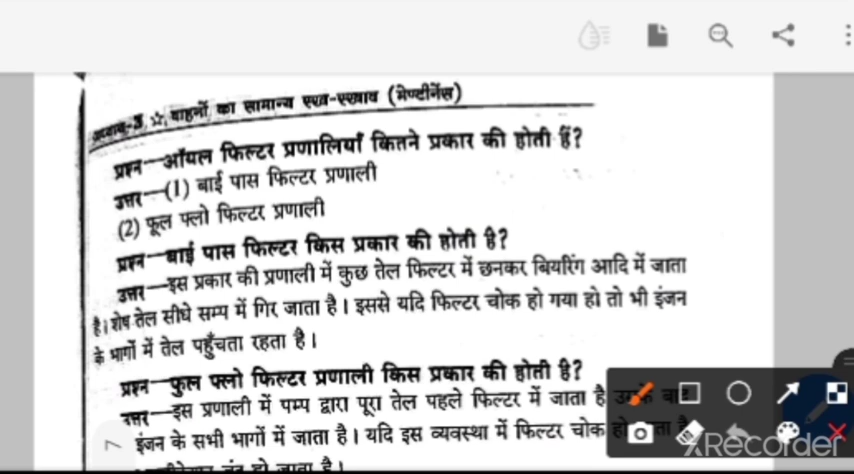 अध्याय-3 ☆ वाहनों का सामान्य रख-रखाव (मेण्टीनेंस)
प्रश्न—ऑयल फिल्टर प्रणालियाँ कितने प्रकार की होती हैं?
उत्तर—(1) बाई पास फिल्टर प्रणाली
(2) फूल फ्लो फिल्टर प्रणाली
प्रश्न—बाई पास फिल्टर किस प्रकार की होती है?
उत्तर—इस प्रकार की प्रणाली में कुछ तेल फिल्टर में छनकर बियरिंग आदि में जाता
है। शेष तेल सीधे सम्प में गिर जाता है। इससे यदि फिल्टर चोक हो गया हो तो भी इंजन
के भागों में तेल पहुँचता रहता है।
प्रश्न—फुल फ्लो फिल्टर प्रणाली किस प्रकार की होती है?
उत्तर—इस प्रणाली में पम्प द्वारा पूरा तेल पहले फिल्टर में जाता है उसके बाद
इंजन के सभी भागों में जाता है। यदि इस व्यवस्था में फिल्टर चोक हो जाता है
बंद हो जाता है।
XRecorder